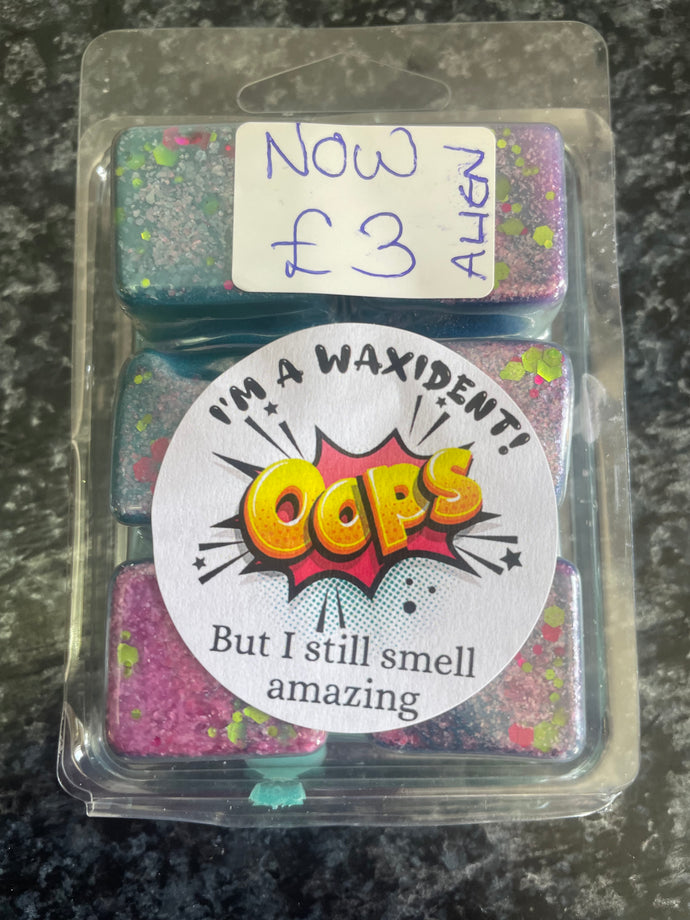 NOW
£3
ALIEN
I'M A WAXIDENT!
OOPS
But I still smell
amazing